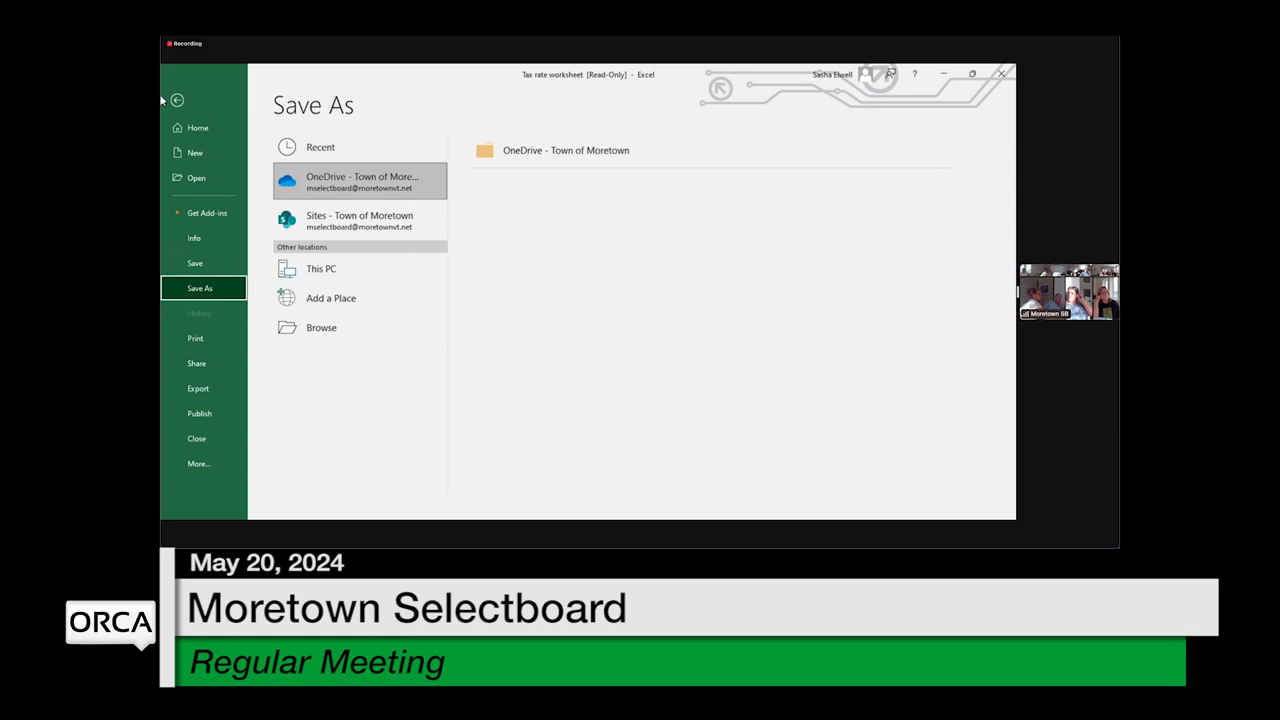 Recording
Tax rate worksheet [Read-Only] - Excel
Sasha Elwell
?
Save As
Home
New
Open
Get Add-ins
Info
Save
Save As
History
Print
Share
Export
Publish
Close
More...
Recent
OneDrive - Town of More...
mselectboard@moretownvt.net
Sites - Town of Moretown
mselectboard@moretownvt.net
Other locations
This PC
Add a Place
Browse
OneDrive - Town of Moretown
Moretown SB
May 20, 2024
ORCA
Moretown Selectboard
Regular Meeting